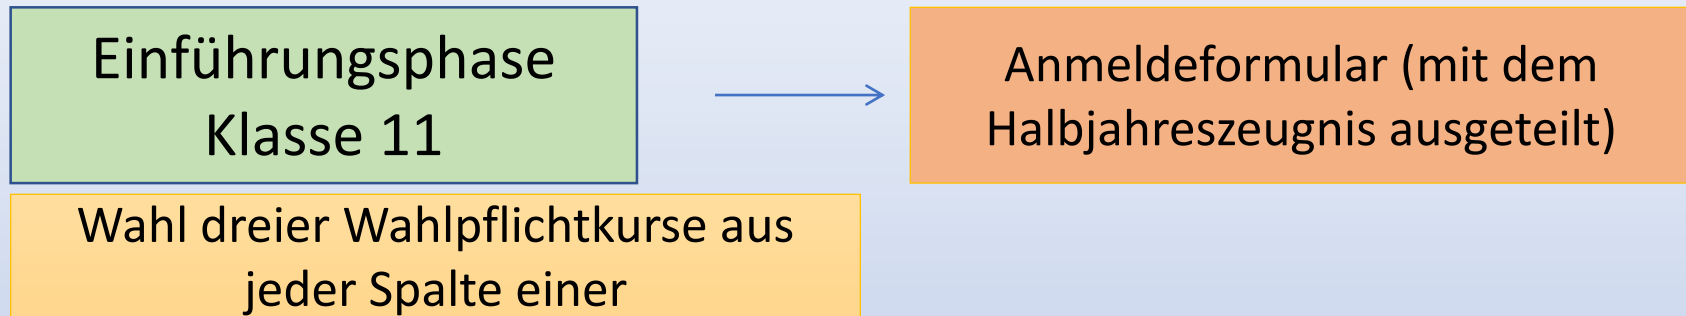 Einführungsphase
Klasse 11
Anmeldeformular (mit dem
Halbjahreszeugnis ausgeteilt)
Wahl dreier Wahlpflichtkurse aus
jeder Spalte einer